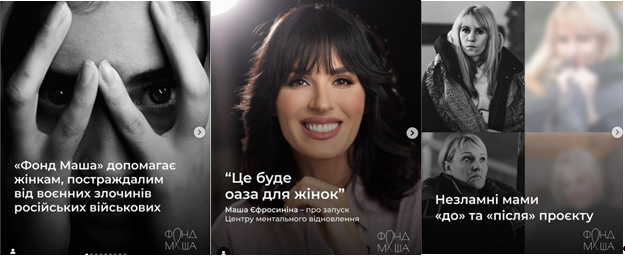 «Фонд Маша» допомагає
жінкам, постраждалим
від воєнних злочинів
російських військових
ФОНД
МАША
“Це буде
оаза для жінок”
Маша Єфросиніна – про запуск
Центру ментального відновлення
ФОНД
МАША
Незламні мами
«до» та «після» проєкту
ФОНД
МАША